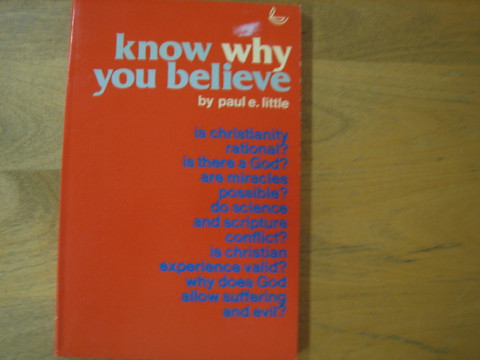 know why
you believe
by paul e. little
is christianity
rational?
is there a God?
are miracles
possible?
do science
and scripture
conflict?
is christian
experience valid?
why does God
allow suffering
and evil?